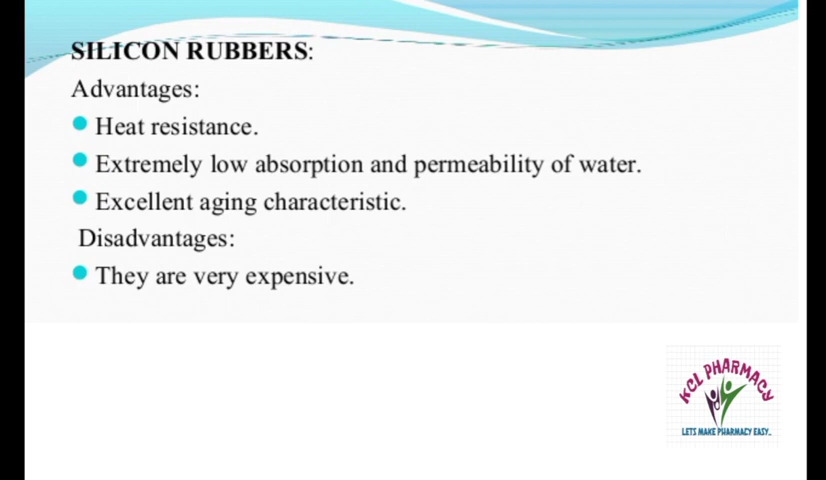 SILICON RUBBERS:
Advantages:
Heat resistance.
Extremely low absorption and permeability of water.
Excellent aging characteristic.
Disadvantages:
They are very expensive.
KCL PHARMACY
LETS MAKE PHARMACY EASY..